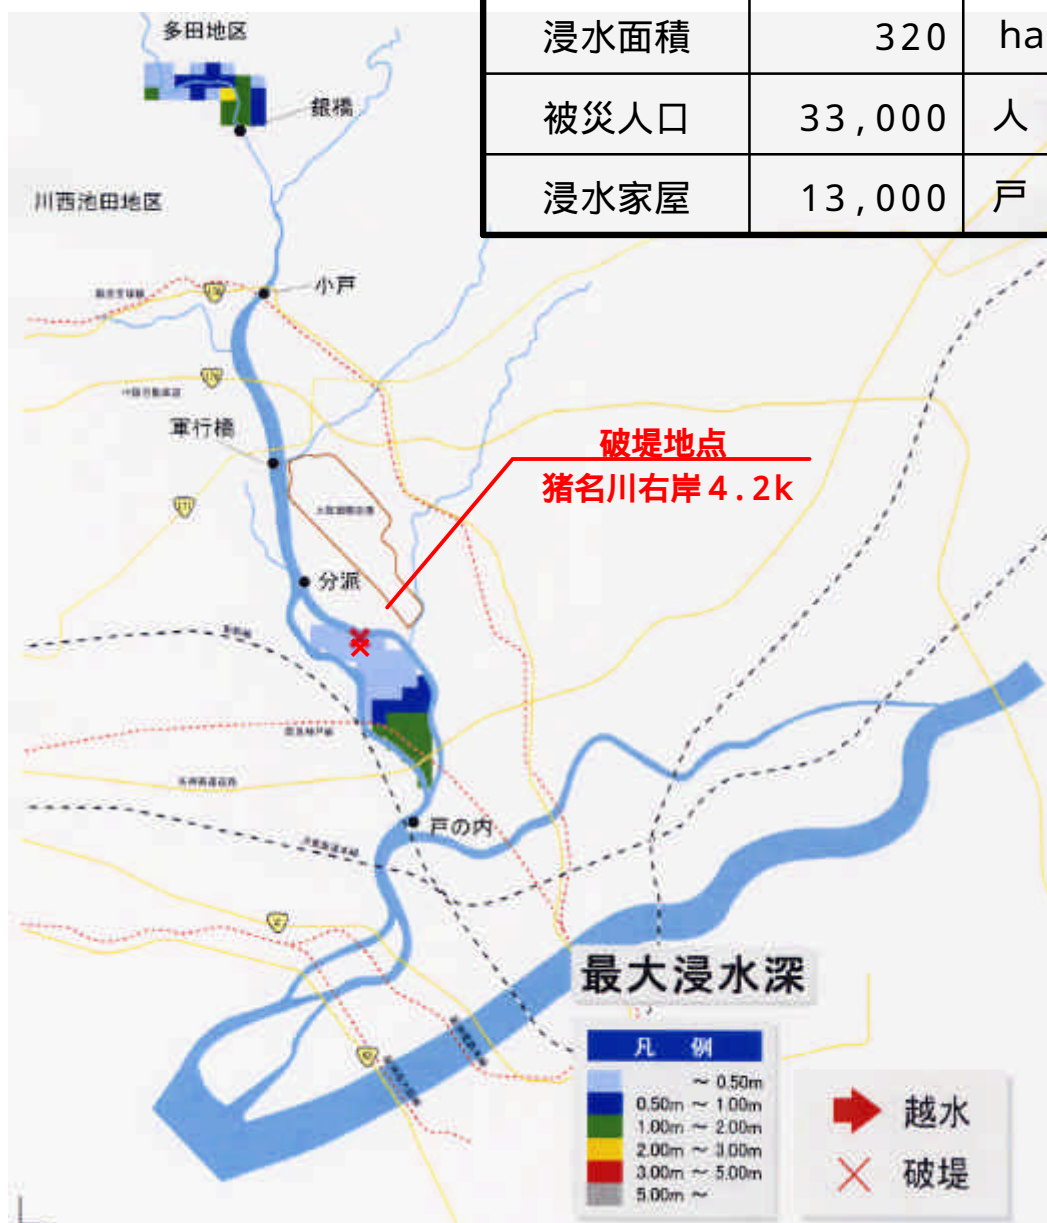 多田地区
浸水面積 320 ha
銀橋
被災人口 33,000 人
川西池田地区
浸水家屋 13,000 戸
小戸
176
軍行橋
破堤地点
猪名川右岸4.2k
171
分派
戸の内
最大浸水深
凡 例
～ 0.50m
0.50m ～ 1.00m
1.00m ～ 2.00m
2.00m ～ 3.00m
3.00m ～ 5.00m
5.00m ～
越水
破堤